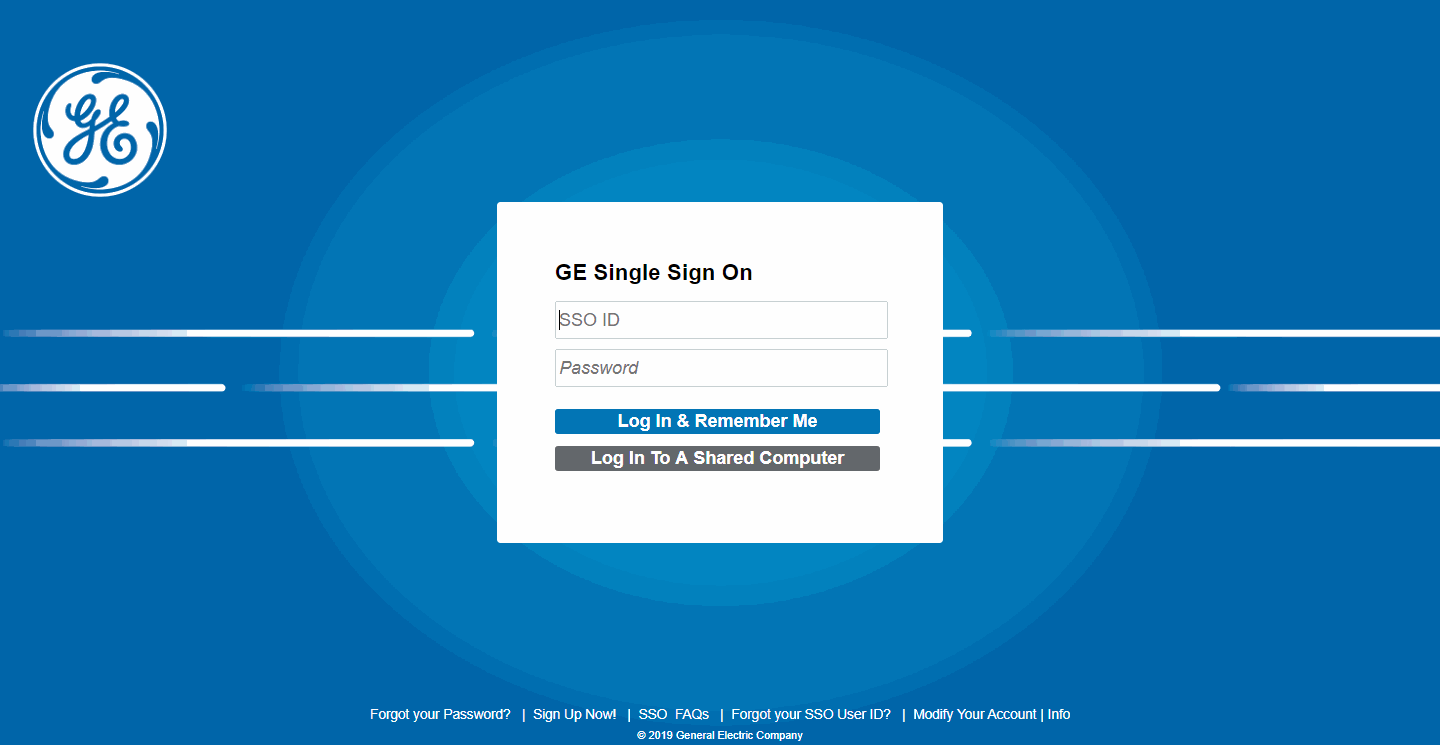 GE
GE Single Sign On
SSO ID
Password
Log In & Remember Me
Log In To A Shared Computer
Forgot your Password? | Sign Up Now! | SSO FAQs | Forgot your SSO User ID? | Modify Your Account | Info
© 2019 General Electric Company